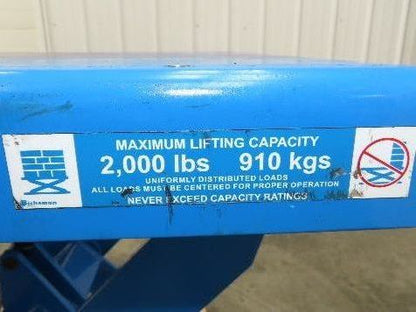 MAXIMUM LIFTING CAPACITY
2,000 lbs 910 kgs
UNIFORMLY DISTRIBUTED LOADS
ALL LOADS MUST BE CENTERED FOR PROPER OPERATION
NEVER EXCEED CAPACITY RATINGS